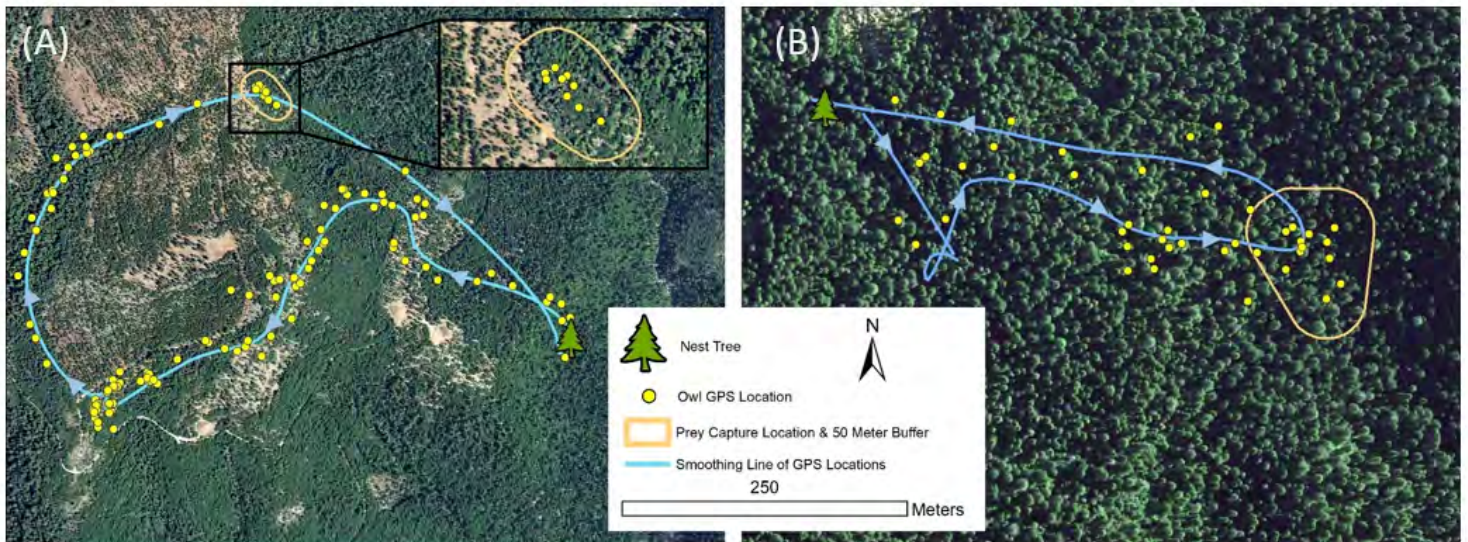 (A)
(B)
N
Nest Tree
Owl GPS Location
Prey Capture Location & 50 Meter Buffer
Smoothing Line of GPS Locations
250
Meters